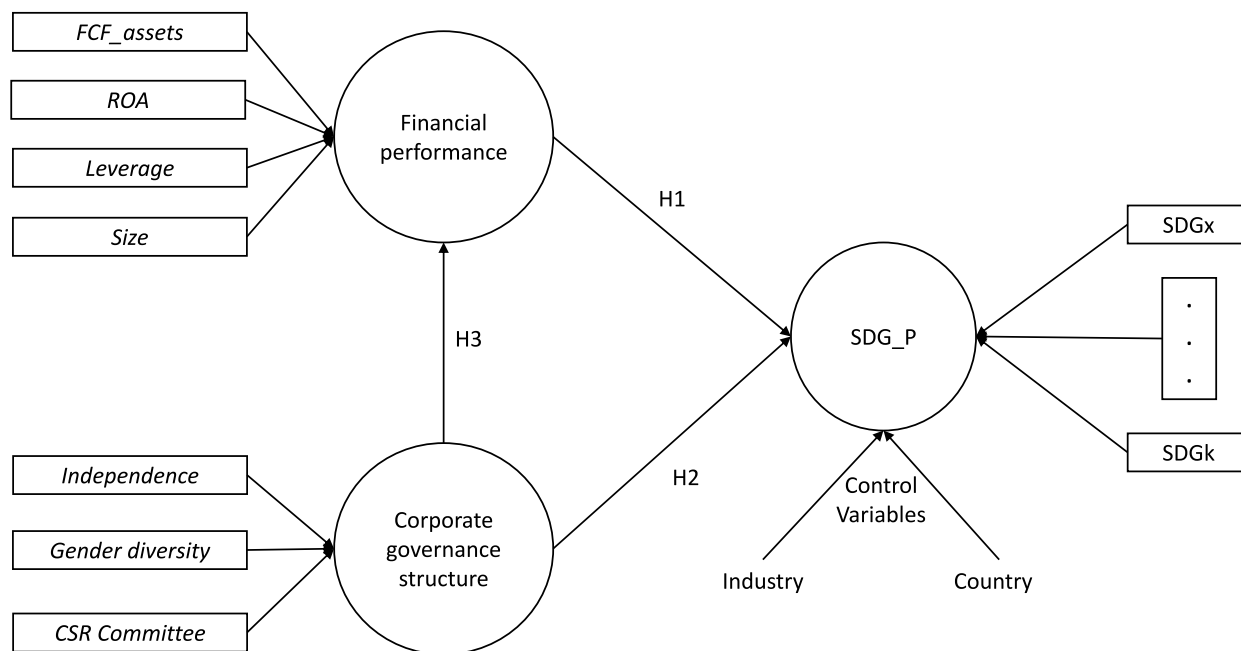 FCF_assets
ROA
Leverage
Size
Financial
performance
H1
H3
H2
Independence
Gender diversity
CSR Committee
Corporate
governance
structure
SDG_P
SDGx
.
.
.
SDGk
Control
Variables
Industry
Country